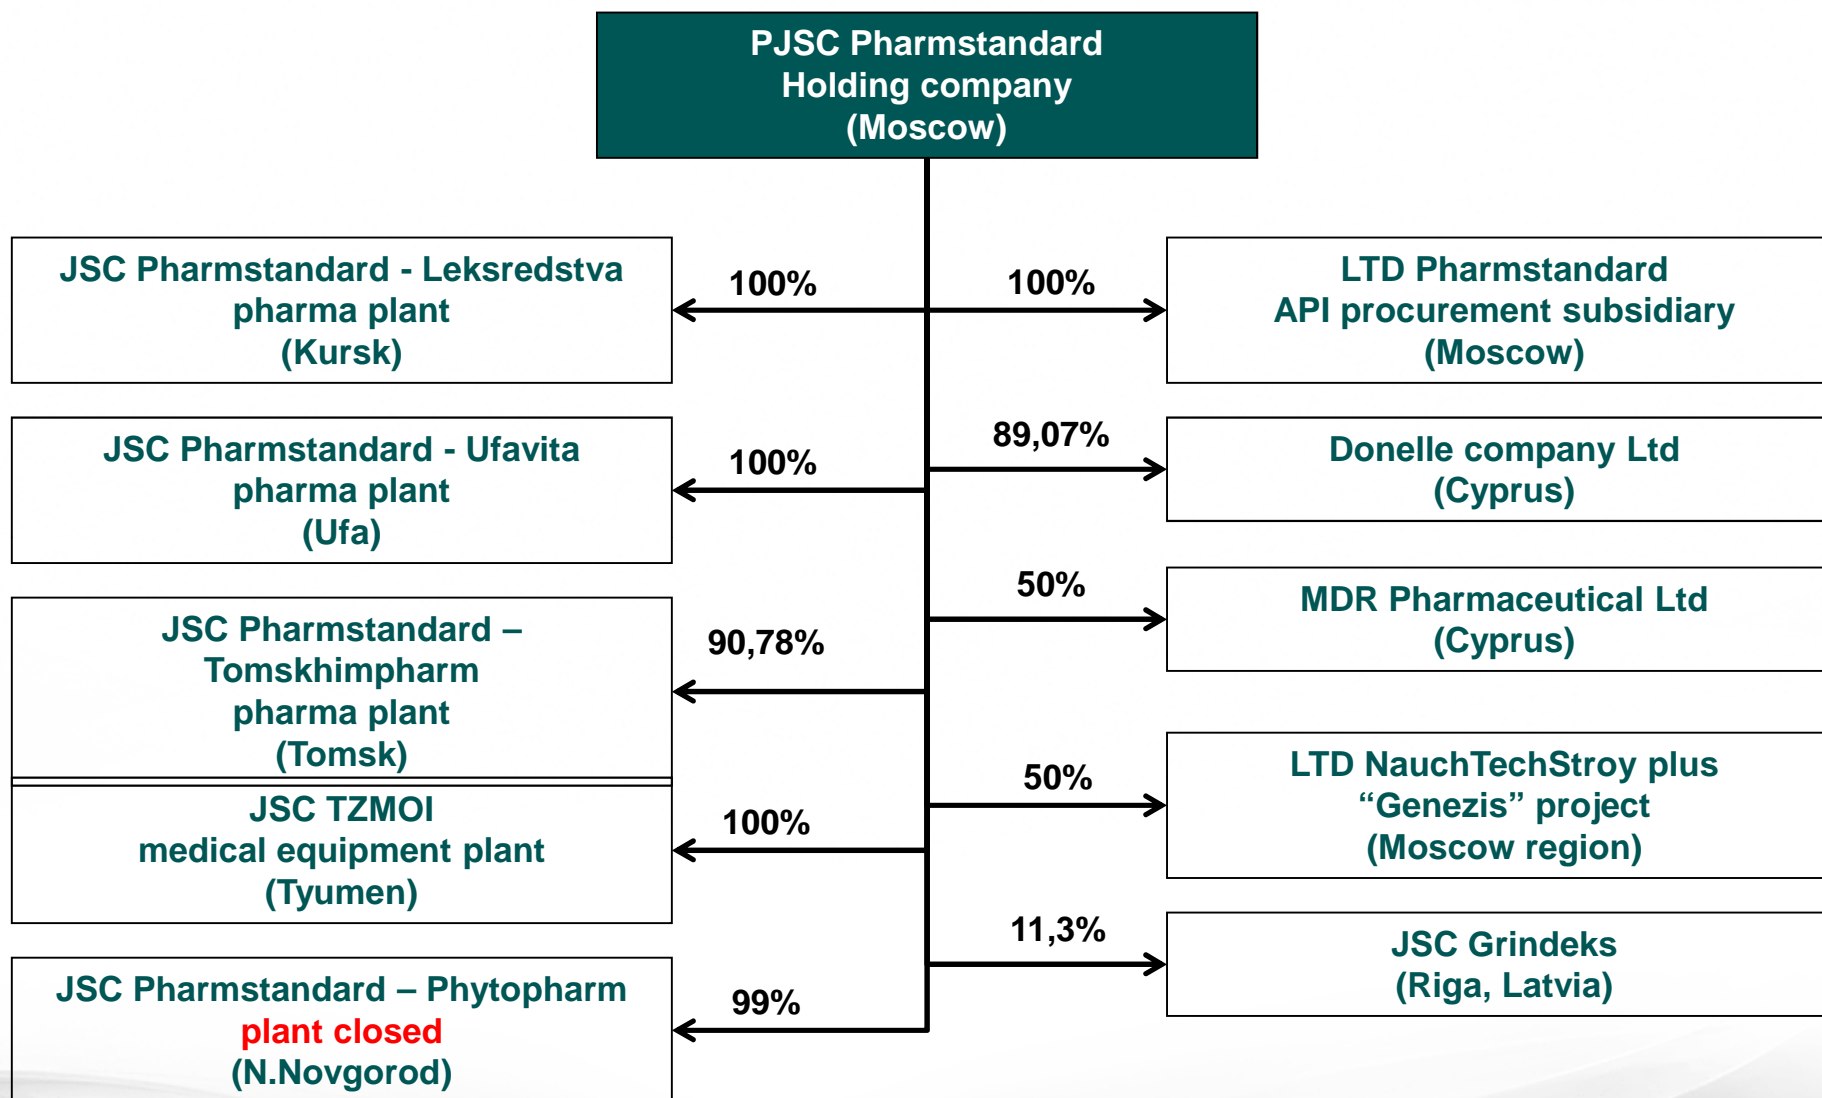 PJSC Pharmstandard
Holding company
(Moscow)
JSC Pharmstandard - Leksredstva
pharma plant
(Kursk)
100%
100%
LTD Pharmstandard
API procurement subsidiary
(Moscow)
JSC Pharmstandard - Ufavita
pharma plant
(Ufa)
100%
89,07%
Donelle company Ltd
(Cyprus)
JSC Pharmstandard –
Tomskhimpharm
pharma plant
(Tomsk)
90,78%
50%
MDR Pharmaceutical Ltd
(Cyprus)
JSC TZMOI
medical equipment plant
(Tyumen)
100%
50%
LTD NauchTechStroy plus
“Genezis” project
(Moscow region)
JSC Pharmstandard – Phytopharm
plant closed
(N.Novgorod)
99%
11,3%
JSC Grindeks
(Riga, Latvia)